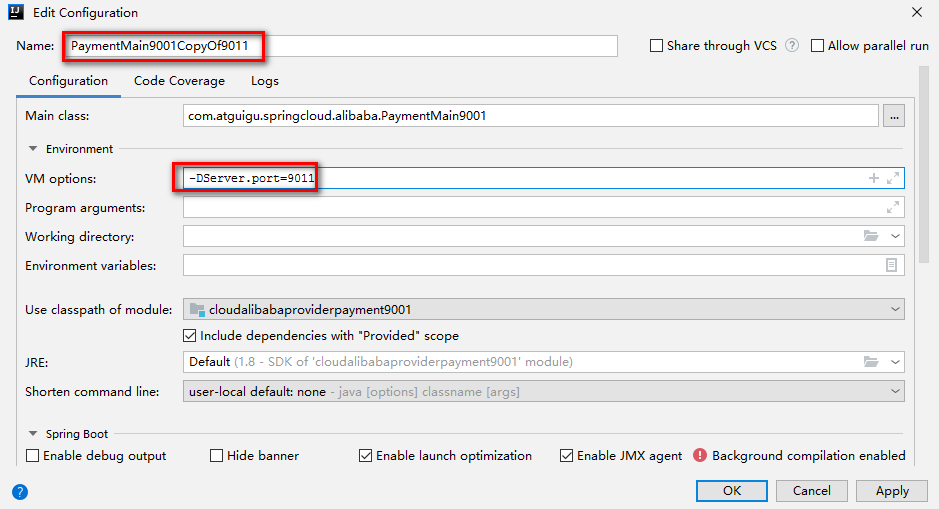 Edit Configuration
Name: PaymentMain9001CopyOf9011 Share through VCS ? Allow parallel run
Configuration Code Coverage Logs
Main class: com.atguigu.springcloud.alibaba.PaymentMain9001 ...
Environment
VM options: -DServer.port=9011
Program arguments:
Working directory:
Environment variables:
Use classpath of module: cloudalibabaproviderpayment9001
Include dependencies with "Provided" scope
JRE: Default (1.8 - SDK of 'cloudalibabaproviderpayment9001' module)
Shorten command line: user-local default: none - java [options] classname [args]
Spring Boot
Enable debug output Hide banner Enable launch optimization Enable JMX agent Background compilation enabled
? OK Cancel Apply